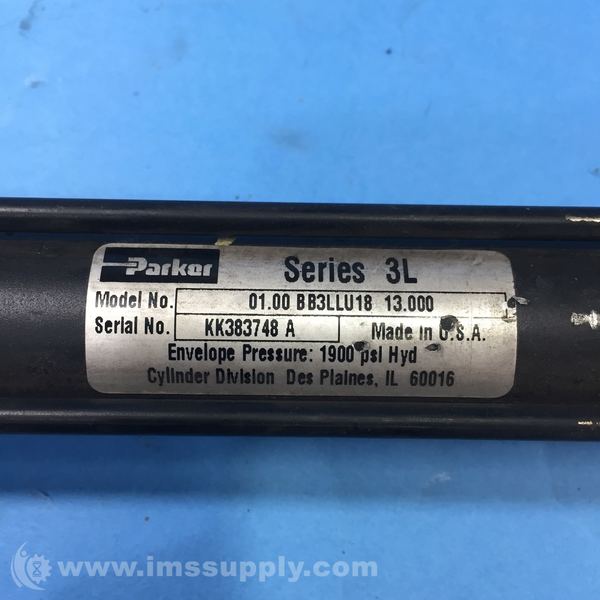 Parker Series 3L
Model No. 01.00 BB3LLU18 13.000
Serial No. KK383748 A Made in U.S.A.
Envelope Pressure: 1900 psi Hyd
Cylinder Division Des Plaines, IL 60016
www.imssupply.com